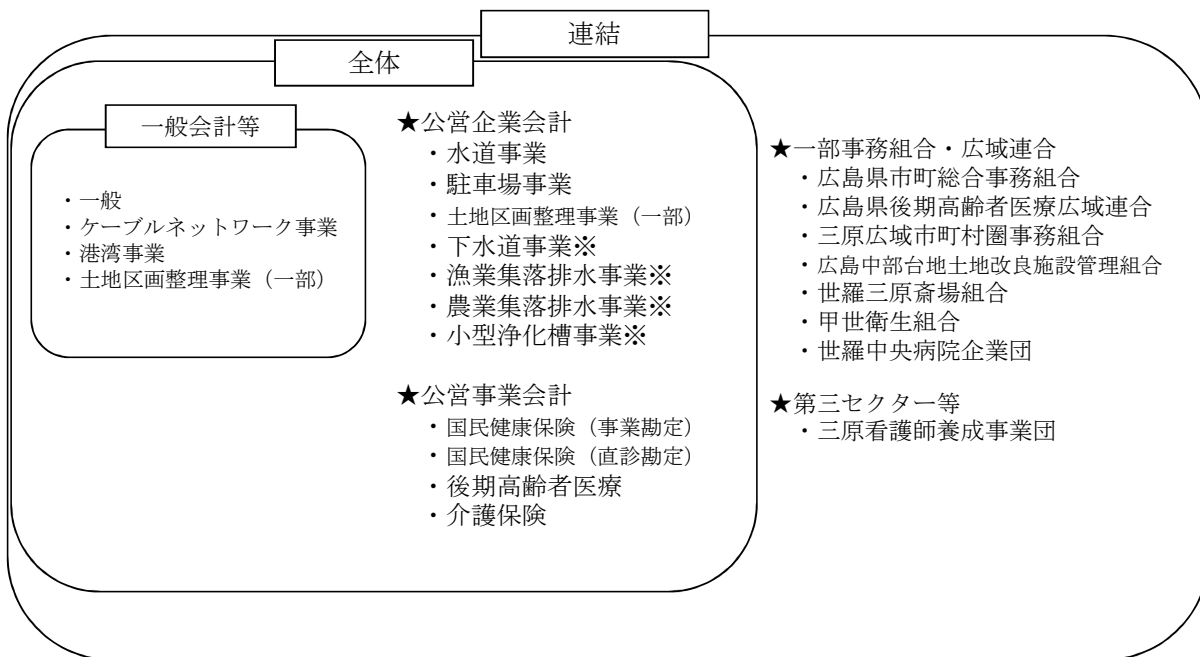 連結
全体
一般会計等
・一般
・ケーブルネットワーク事業
・港湾事業
・土地区画整理事業（一部）
★公営企業会計
・水道事業
・駐車場事業
・土地区画整理事業（一部）
・下水道事業※
・漁業集落排水事業※
・農業集落排水事業※
・小型浄化槽事業※
★公営事業会計
・国民健康保険（事業勘定）
・国民健康保険（直診勘定）
・後期高齢者医療
・介護保険
★一部事務組合・広域連合
・広島県市町総合事務組合
・広島県後期高齢者医療広域連合
・三原広域市町村圏事務組合
・広島中部台地土地改良施設管理組合
・世羅三原斎場組合
・甲世衛生組合
・世羅中央病院企業団
★第三セクター等
・三原看護師養成事業団